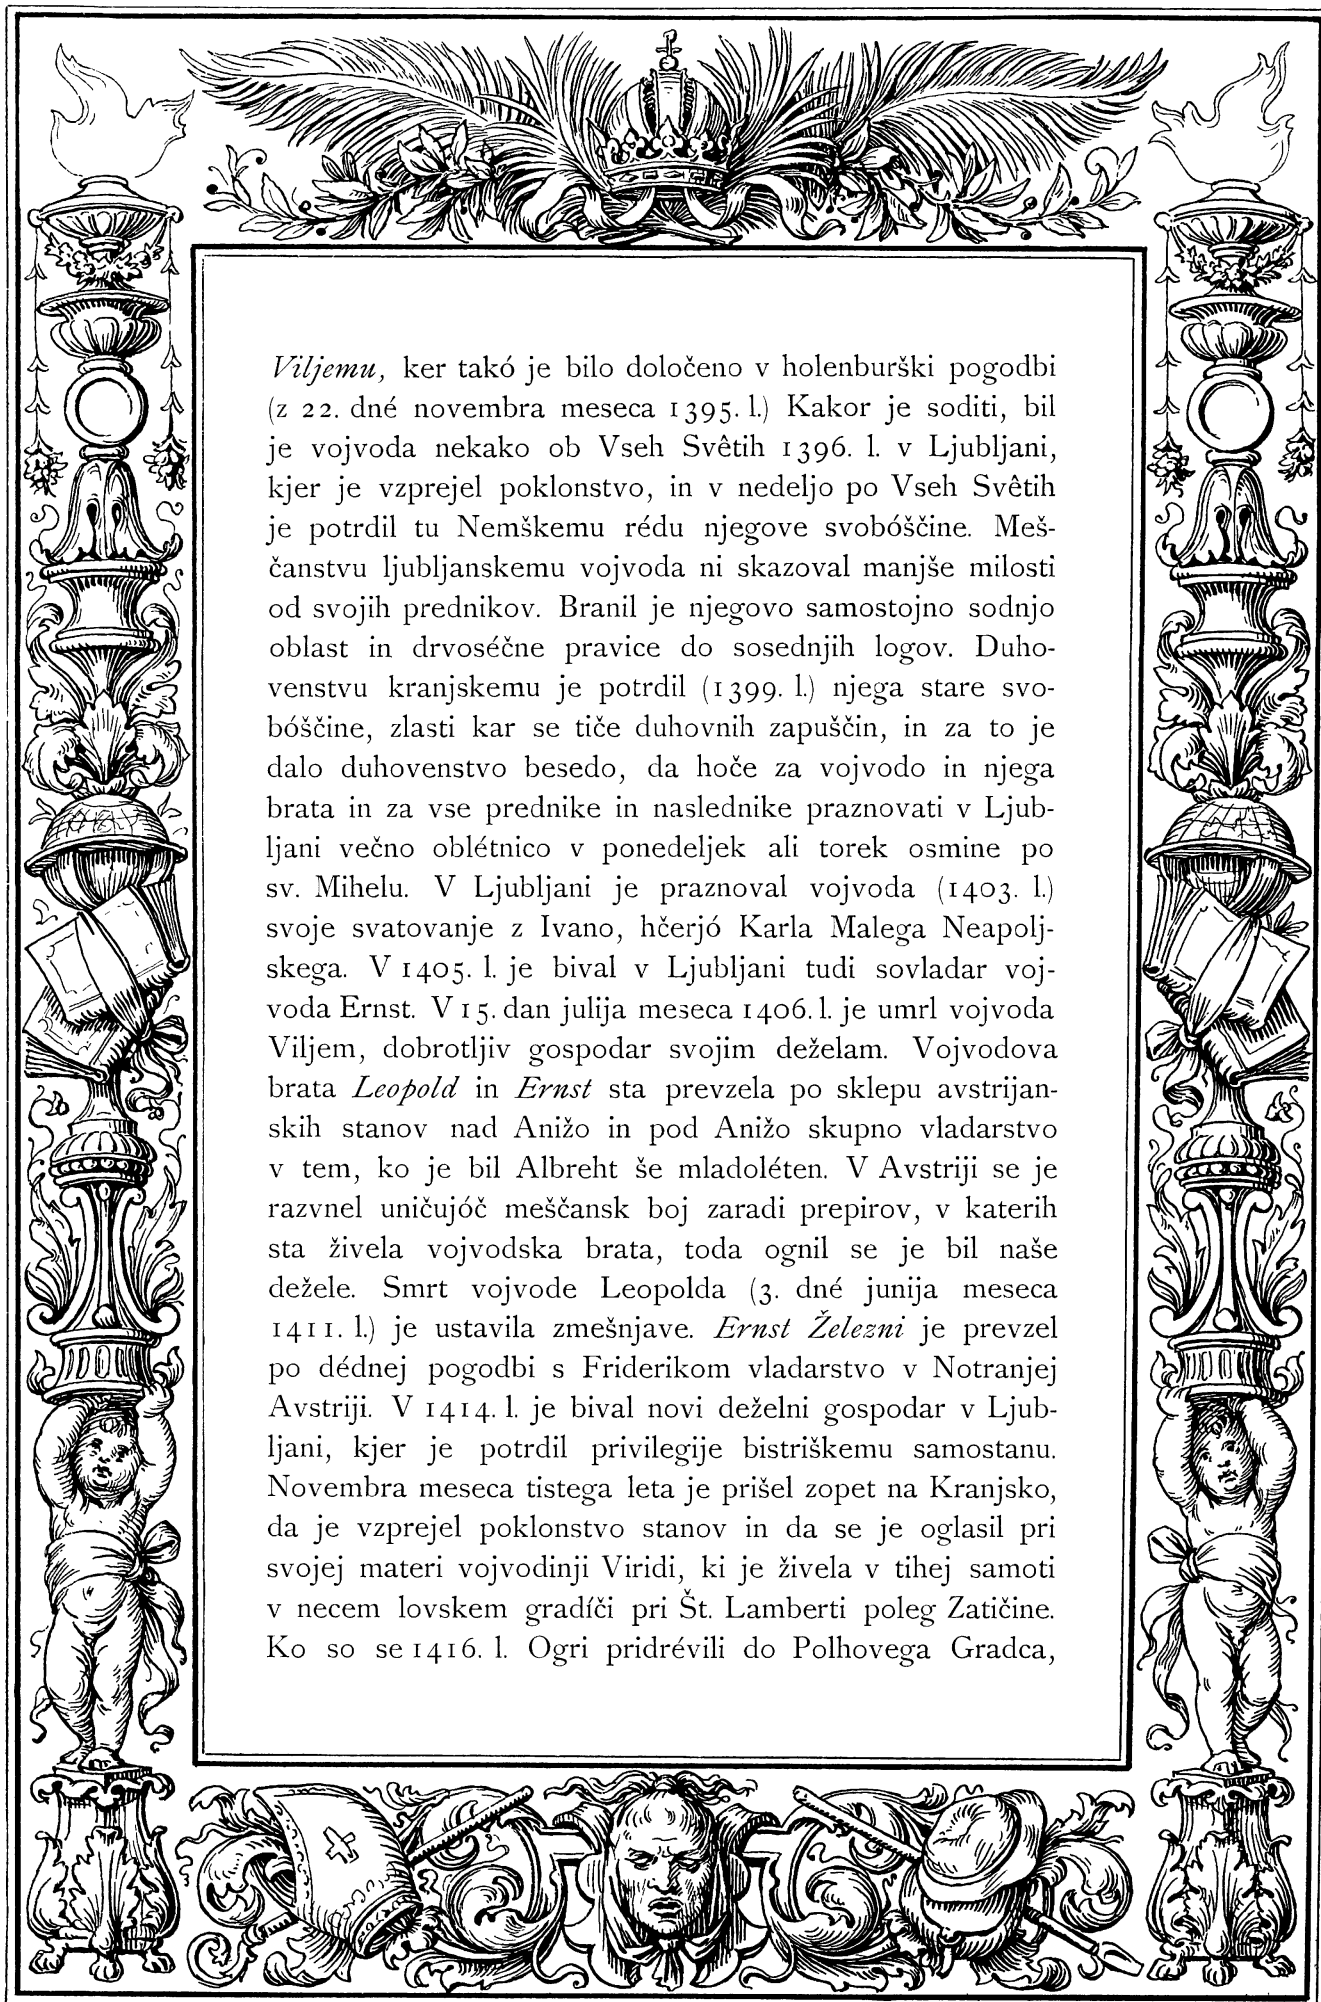 Viljemu, ker takó je bilo določeno v holenburški pogodbi
(z 22. dné novembra meseca 1395. l.) Kakor je soditi, bil
je vojvoda nekako ob Vseh Svêtih 1396. l. v Ljubljani,
kjer je vzprejel poklonstvo, in v nedeljo po Vseh Svêtih
je potrdil tu Nemškemu rédu njegove svobóščine. Meš-
čanstvu ljubljanskemu vojvoda ni skazoval manjše milosti
od svojih prednikov. Branil je njegovo samostojno sodnjo
oblast in drvoséčne pravice do sosednjih logov. Duho-
venstvu kranjskemu je potrdil (1399. l.) njega stare svo-
bóščine, zlasti kar se tiče duhovnih zapuščin, in za to je
dalo duhovenstvo besedo, da hoče za vojvodo in njega
brata in za vse prednike in naslednike praznovati v Ljub-
ljani večno oblétnico v ponedeljek ali torek osmine po
sv. Mihelu. V Ljubljani je praznoval vojvoda (1403. l.)
svoje svatovanje z Ivano, hčerjó Karla Malega Neapolj-
skega. V 1405. l. je bival v Ljubljani tudi sovladar voj-
voda Ernst. V 15. dan julija meseca 1406. l. je umrl vojvoda
Viljem, dobrotljiv gospodar svojim deželam. Vojvodova
brata Leopold in Ernst sta prevzela po sklepu avstrijan-
skih stanov nad Anižo in pod Anižo skupno vladarstvo
v tem, ko je bil Albreht še mladoléten. V Avstriji se je
razvnel uničujóč meščansk boj zaradi prepirov, v katerih
sta živela vojvodska brata, toda ognil se je bil naše
dežele. Smrt vojvode Leopolda (3. dné junija meseca
1411. l.) je ustavila zmešnjave. Ernst Železni je prevzel
po dédnej pogodbi s Friderikom vladarstvo v Notranjej
Avstriji. V 1414. l. je bival novi deželni gospodar v Ljub-
ljani, kjer je potrdil privilegije bistriškemu samostanu.
Novembra meseca tistega leta je prišel zopet na Kranjsko,
da je vzprejel poklonstvo stanov in da se je oglasil pri
svojej materi vojvodinji Viridi, ki je živela v tihej samoti
v necem lovskem gradíči pri Št. Lamberti poleg Zatičine.
Ko so se 1416. l. Ogri pridrévili do Polhovega Gradca,